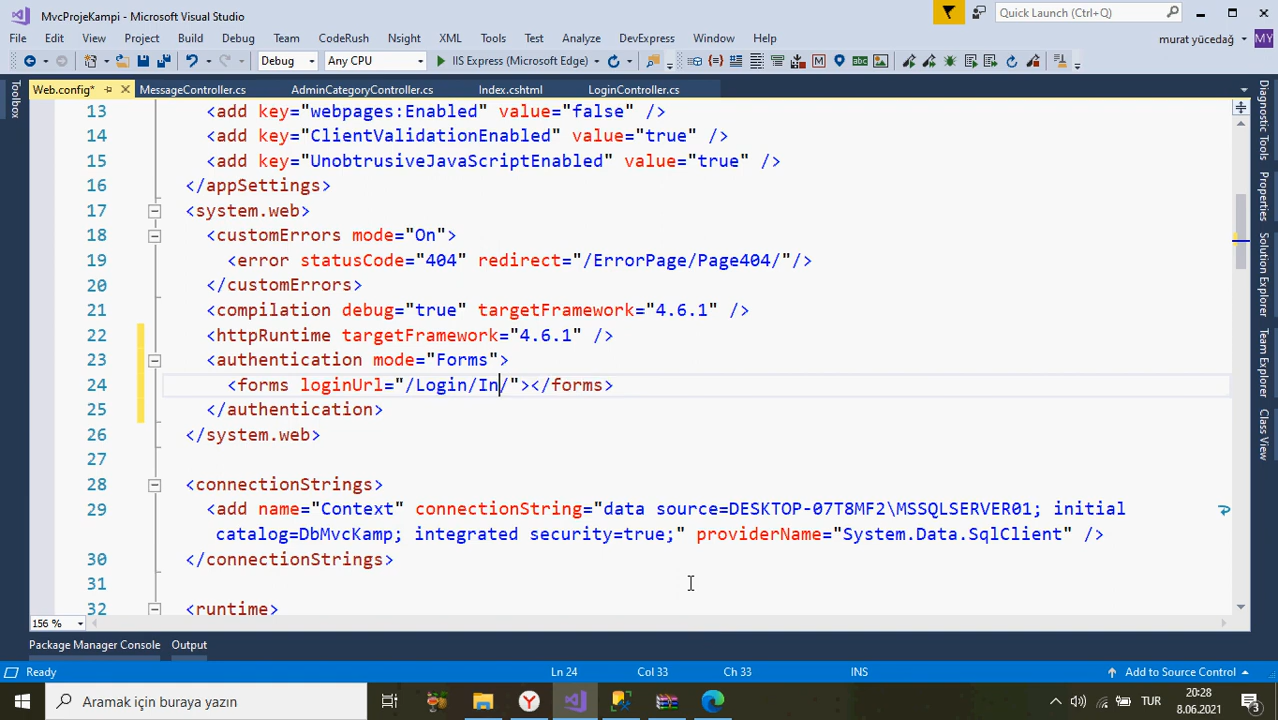 MvcProjeKampi - Microsoft Visual Studio
Quick Launch (Ctrl+Q)
File Edit View Project Build Debug Team CodeRush Nsight XML Tools Test Analyze DevExpress Window Help
murat yücedağ MY
Debug Any CPU IIS Express (Microsoft Edge)
Web.config* MessageController.cs AdminCategoryController.cs Index.cshtml LoginController.cs
Toolbox
13 <add key="webpages:Enabled" value="false" />
14 <add key="ClientValidationEnabled" value="true" />
15 <add key="UnobtrusiveJavaScriptEnabled" value="true" />
16 </appSettings>
17 <system.web>
18 <customErrors mode="On">
19 <error statusCode="404" redirect="/ErrorPage/Page404/"/>
20 </customErrors>
21 <compilation debug="true" targetFramework="4.6.1" />
22 <httpRuntime targetFramework="4.6.1" />
23 <authentication mode="Forms">
24 <forms loginUrl="/Login/In/"></forms>
25 </authentication>
26 </system.web>
27
28 <connectionStrings>
29 <add name="Context" connectionString="data source=DESKTOP-07T8MF2\MSSQLSERVER01; initial
catalog=DbMvcKamp; integrated security=true;" providerName="System.Data.SqlClient" />
30 </connectionStrings>
31
32 <runtime>
Diagnostic Tools
Properties
Solution Explorer
Team Explorer
Class View
156 %
Package Manager Console Output
Ready Ln 24 Col 33 Ch 33 INS Add to Source Control
Aramak için buraya yazın
TUR
20:28
8.06.2021
3